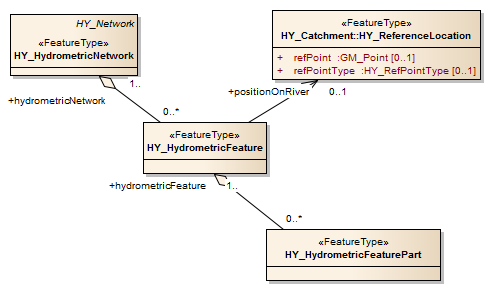 HY_Network
«FeatureType»
HY_HydrometricNetwork
«FeatureType»
HY_Catchment::HY_ReferenceLocation
+ refPoint :GM_Point [0..1]
+ refPointType :HY_RefPointType [0..1]
+hydrometricNetwork
1..
+positionOnRiver
0..1
0..*
«FeatureType»
HY_HydrometricFeature
+hydrometricFeature
1..
0..*
«FeatureType»
HY_HydrometricFeaturePart